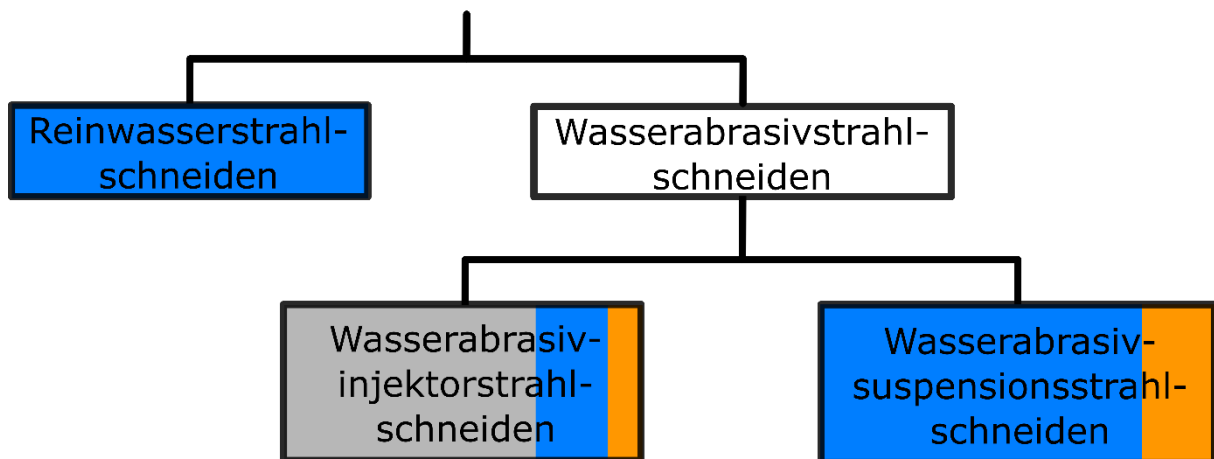 Reinwasserstrahl-
schneiden
Wasserabrasivstrahl-
schneiden
Wasserabrasiv-
injektorstrahl-
schneiden
Wasserabrasiv-
suspensionsstrahl-
schneiden